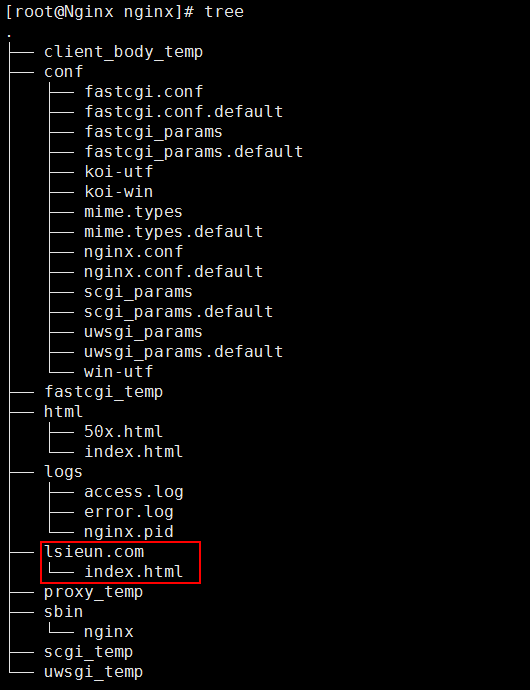 [root@Nginx nginx]# tree
.
├── client_body_temp
├── conf
│   ├── fastcgi.conf
│   ├── fastcgi.conf.default
│   ├── fastcgi_params
│   ├── fastcgi_params.default
│   ├── koi-utf
│   ├── koi-win
│   ├── mime.types
│   ├── mime.types.default
│   ├── nginx.conf
│   ├── nginx.conf.default
│   ├── scgi_params
│   ├── scgi_params.default
│   ├── uwsgi_params
│   ├── uwsgi_params.default
│   └── win-utf
├── fastcgi_temp
├── html
│   ├── 50x.html
│   └── index.html
├── logs
│   ├── access.log
│   ├── error.log
│   └── nginx.pid
├── lsieun.com
│   └── index.html
├── proxy_temp
├── sbin
│   └── nginx
├── scgi_temp
└── uwsgi_temp